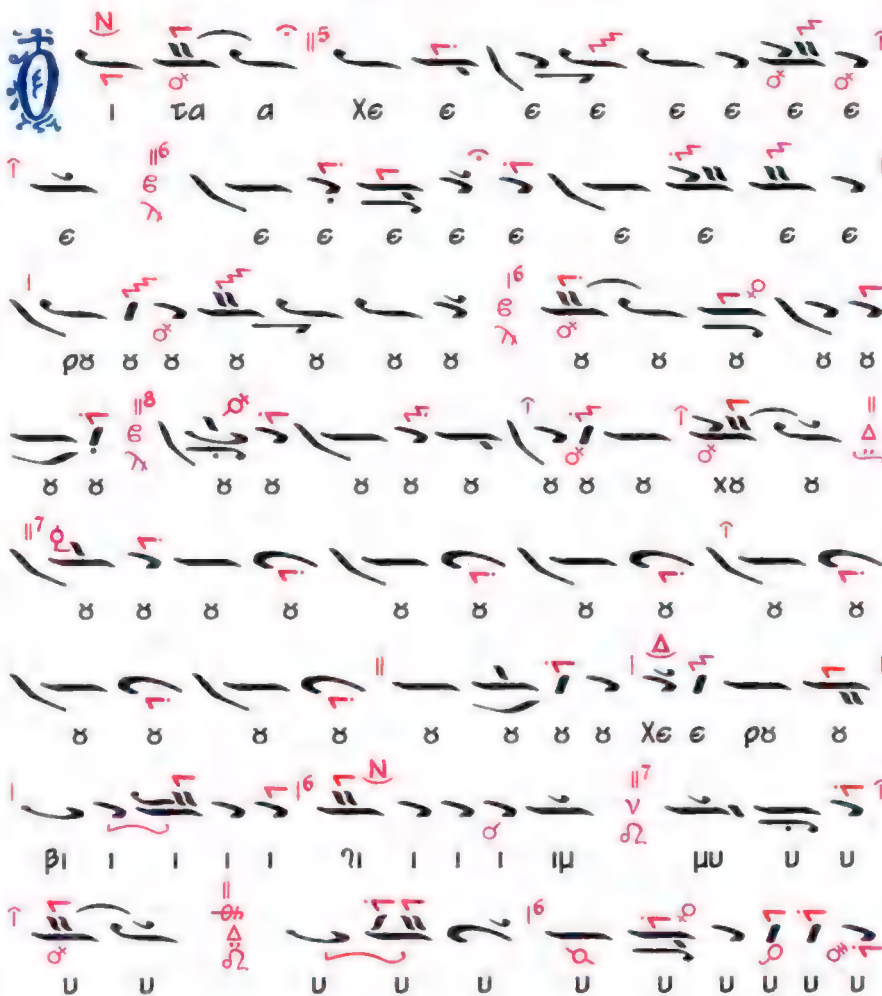 Ο ι τα α Χε ε ε ε ε ε ε ε
ε ε ε ε ε ε ε ε ε ε
ρȣ ȣ ȣ ȣ ȣ ȣ ȣ ȣ ȣ ȣ ȣ ȣ
ȣ ȣ ȣ ȣ ȣ ȣ ȣ ȣ ȣ ȣ χȣ ȣ
ȣ ȣ ȣ ȣ ȣ ȣ ȣ ȣ ȣ ȣ
ȣ ȣ ȣ ȣ ȣ ȣ ȣ ȣ Χε ε ρȣ ȣ
βι ι ι ι ι γι ι ι ι ιμ μυ υ υ
υ υ υ υ υ υ υ υ υ υ